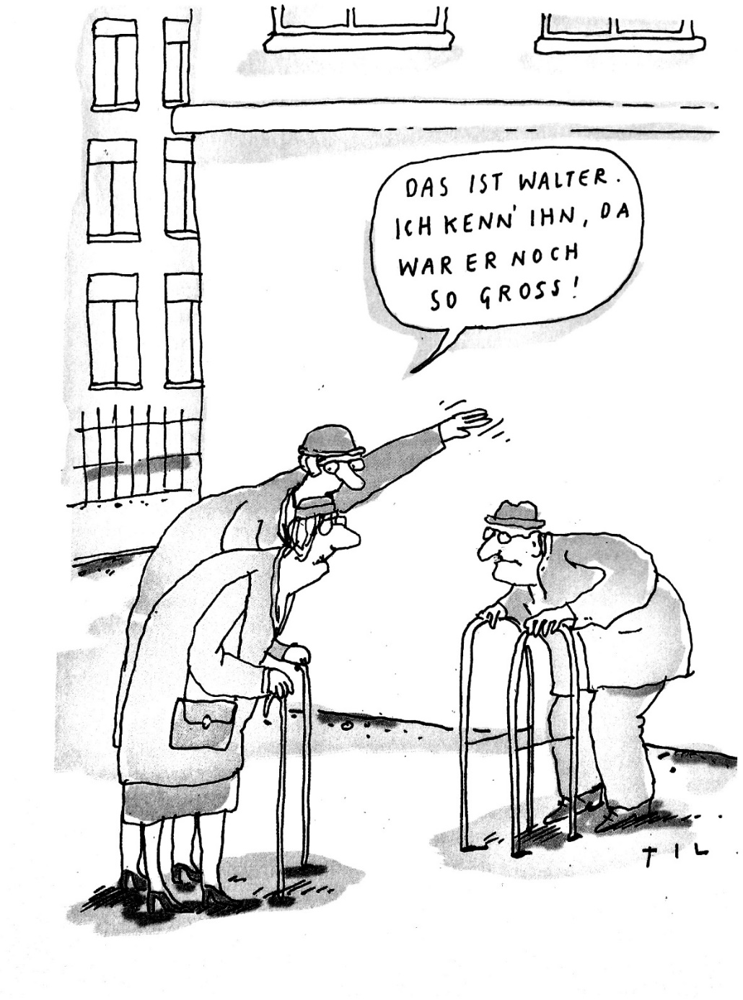 DAS IST WALTER.
ICH KENN' IHN, DA
WAR ER NOCH
SO GROSS!
TIL